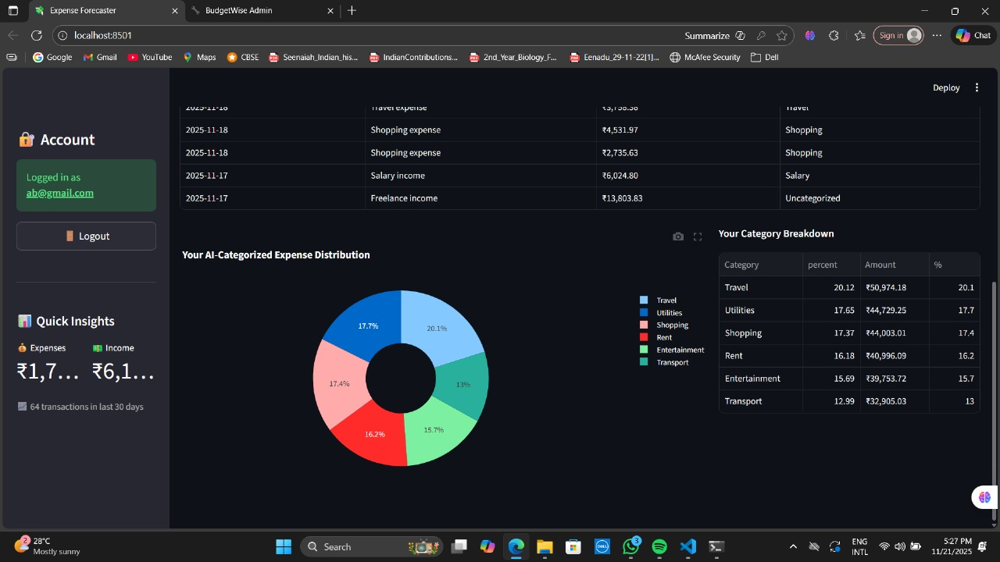 Expense Forecaster
BudgetWise Admin
localhost:8501
Summarize
Sign in
Chat
Google
Gmail
YouTube
Maps
CBSE
Seenaiah_Indian_his...
IndianContributions...
2nd_Year_Biology_F...
Eenadu_29-11-22[1]...
McAfee Security
Dell
Deploy
Account
Logged in as
ab@gmail.com
Logout
Quick Insights
Expenses
Income
₹1,7...
₹6,1...
64 transactions in last 30 days
2025-11-18 Travel expense ₹3,758.38 Travel
2025-11-18 Shopping expense ₹4,531.97 Shopping
2025-11-18 Shopping expense ₹2,735.63 Shopping
2025-11-17 Salary income ₹6,024.80 Salary
2025-11-17 Freelance income ₹13,803.83 Uncategorized
Your AI-Categorized Expense Distribution
20.1%
13%
15.7%
16.2%
17.4%
17.7%
Travel
Utilities
Shopping
Rent
Entertainment
Transport
Your Category Breakdown
Category percent Amount %
Travel 20.12 ₹50,974.18 20.1
Utilities 17.65 ₹44,729.25 17.7
Shopping 17.37 ₹44,003.01 17.4
Rent 16.18 ₹40,996.09 16.2
Entertainment 15.69 ₹39,753.72 15.7
Transport 12.99 ₹32,905.03 13
2
28°C
Mostly sunny
Search
DELL
3
ENG
INTL
5:27 PM
11/21/2025